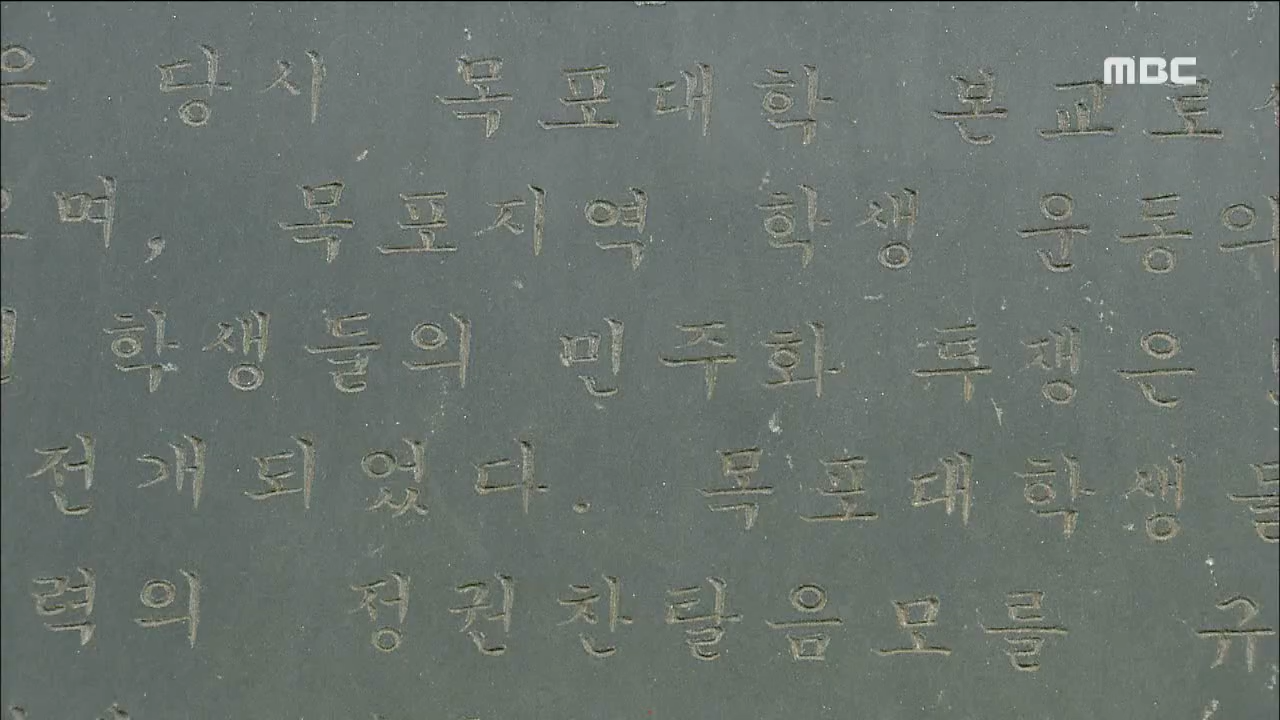 MBC
은 당시 목포대학 본교로
며, 목포지역 학생 운동의
학생들의 민주화 투쟁은
전개되었다. 목포대학생들
력의 정권찬탈음모를 규